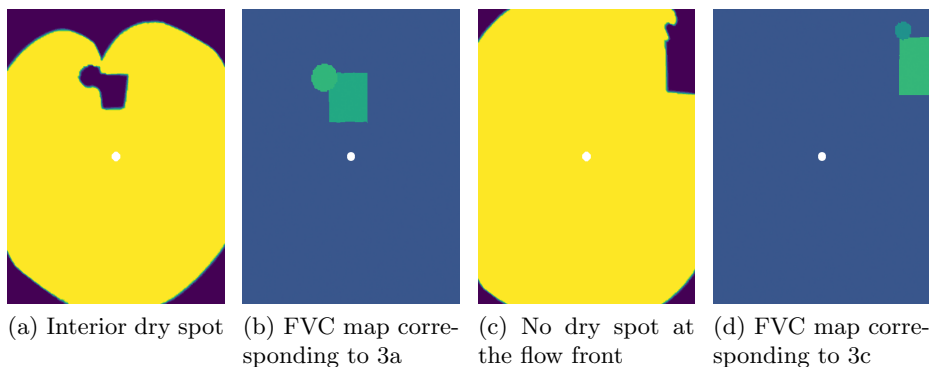 (a) Interior dry spot
(b) FVC map corre-
sponding to 3a
(c) No dry spot at
the flow front
(d) FVC map corre-
sponding to 3c